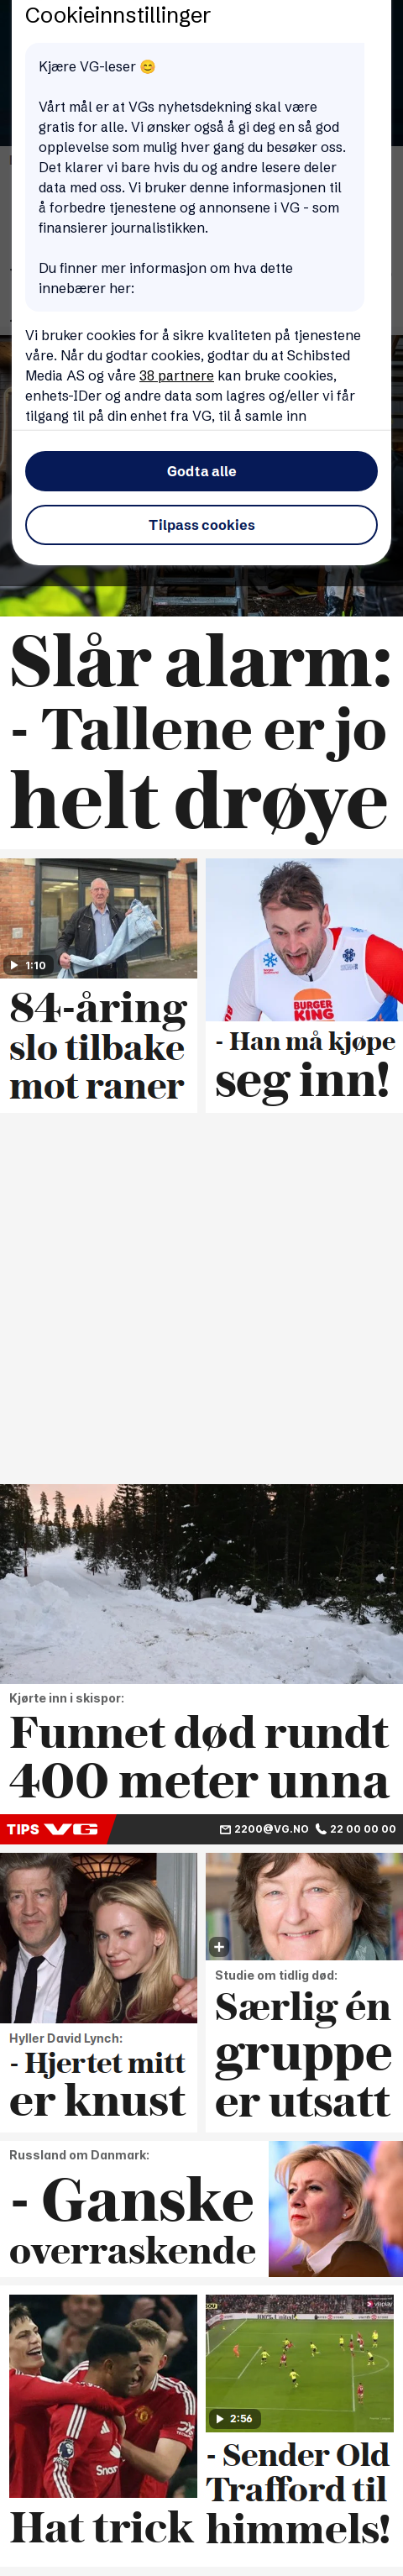 Cookieinnstillinger
Kjære VG-leser 😊
Vårt mål er at VGs nyhetsdekning skal være
gratis for alle. Vi ønsker også å gi deg en så god
opplevelse som mulig hver gang du besøker oss.
Det klarer vi bare hvis du og andre lesere deler
data med oss. Vi bruker denne informasjonen til
å forbedre tjenestene og annonsene i VG - som
finansierer journalistikken.
Du finner mer informasjon om hva dette
innebærer her:
Vi bruker cookies for å sikre kvaliteten på tjenestene
våre. Når du godtar cookies, godtar du at Schibsted
Media AS og våre 38 partnere kan bruke cookies,
enhets-IDer og andre data som lagres og/eller vi får
tilgang til på din enhet fra VG, til å samle inn
Godta alle
Tilpass cookies
Slår alarm:
- Tallene er jo
helt drøye
1:10
84-åring
slo tilbake
mot raner
BURGER
KING
- Han må kjøpe
seg inn!
Kjørte inn i skispor:
Funnet død rundt
400 meter unna
TIPS VG
2200@VG.NO
22 00 00 00
Hyller David Lynch:
- Hjertet mitt
er knust
Studie om tidlig død:
Særlig én
gruppe
er utsatt
Russland om Danmark:
- Ganske
overraskende
Hat trick
2:56
- Sender Old
Trafford til
himmels!